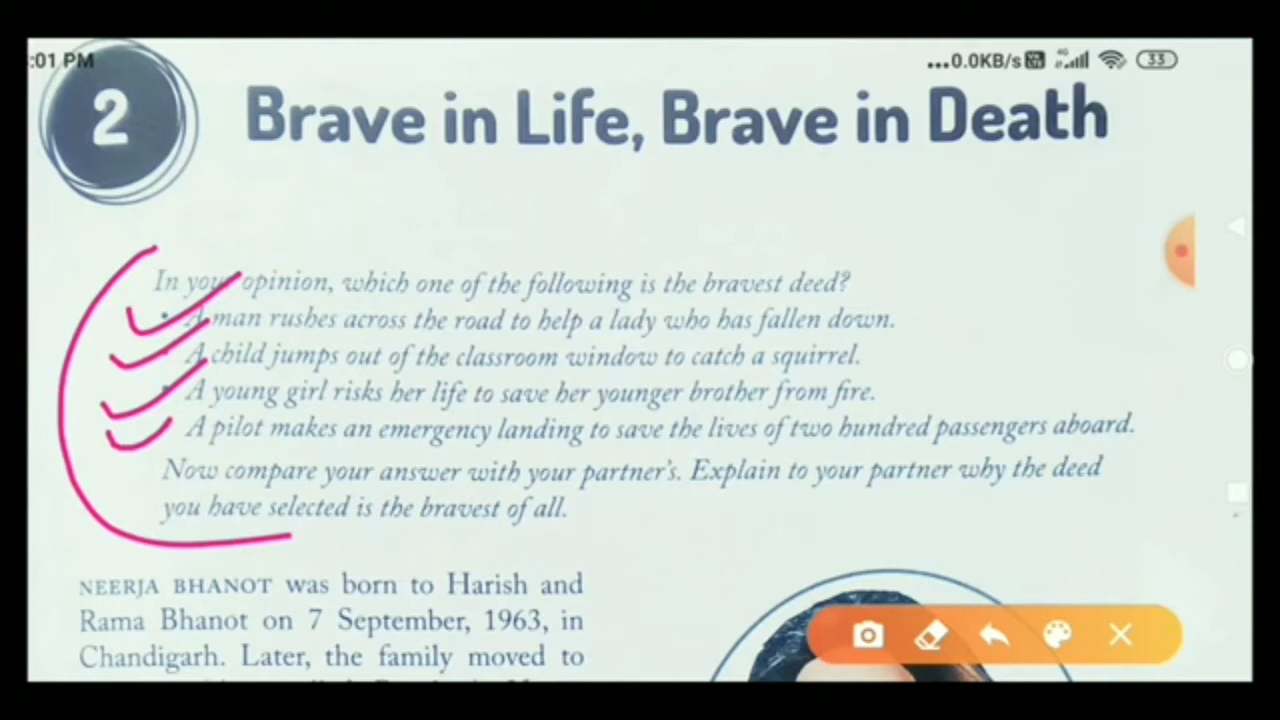 :01 PM
...0.0KB/s 4G 33
2
Brave in Life, Brave in Death
In your opinion, which one of the following is the bravest deed?
• A man rushes across the road to help a lady who has fallen down.
• A child jumps out of the classroom window to catch a squirrel.
• A young girl risks her life to save her younger brother from fire.
A pilot makes an emergency landing to save the lives of two hundred passengers aboard.
Now compare your answer with your partner's. Explain to your partner why the deed
you have selected is the bravest of all.
NEERJA BHANOT was born to Harish and
Rama Bhanot on 7 September, 1963, in
Chandigarh. Later, the family moved to